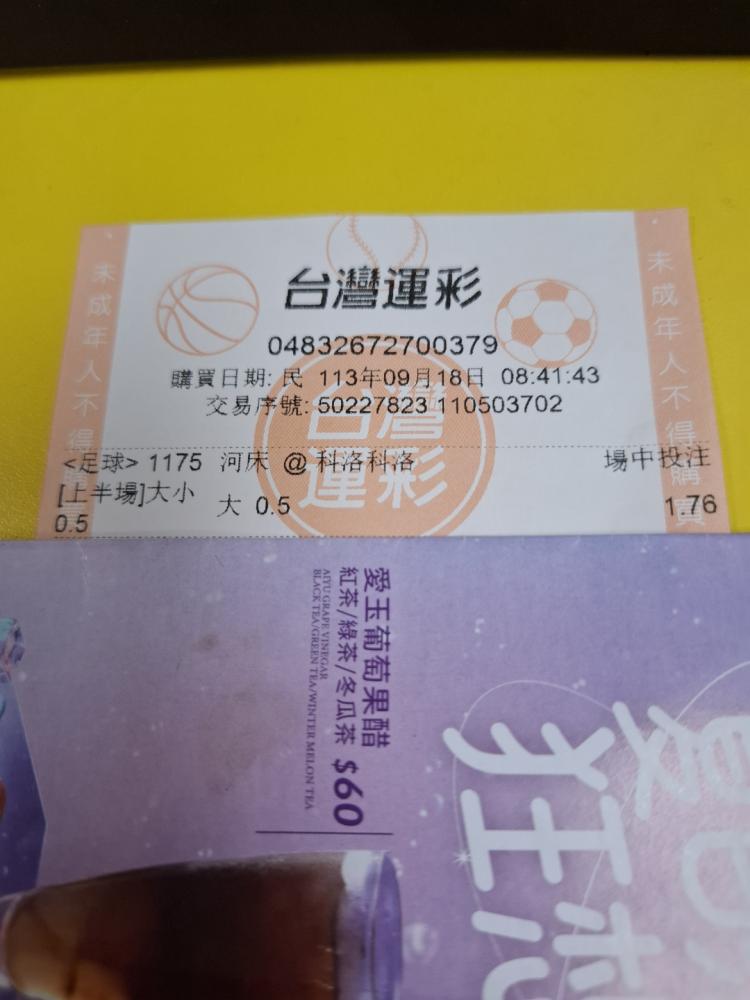 台灣運彩
04832672700379
購買日期: 民 113年09月18日 08:41:43
交易序號: 50227823 110503702
<足球> 1175 河床 @ 科洛科洛 場中投注
[上半場]大小 大 0.5 1.76
0.5
未成年人不得購買
未成年人不得購買
台灣
運彩
愛玉葡萄果醋
紅茶/綠茶/冬瓜茶 $60
AIYU GRAPE VINEGAR
BLACK TEA/GREEN TEA/WINTER MELON TEA
夏
狂